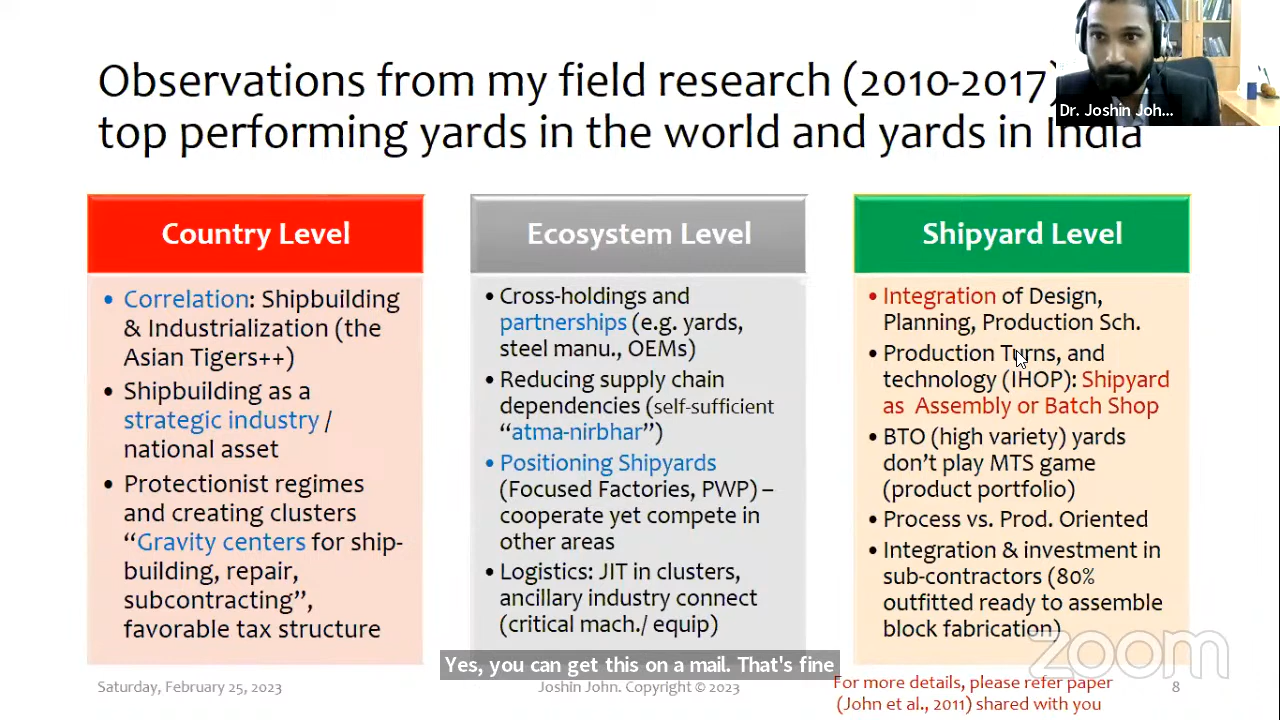 Observations from my field research (2010-2017)
top performing yards in the world and yards in India
Dr. Joshin Joh...
Country Level
• Correlation: Shipbuilding
& Industrialization (the
Asian Tigers++)
• Shipbuilding as a
strategic industry /
national asset
• Protectionist regimes
and creating clusters
“Gravity centers for ship-
building, repair,
subcontracting”,
favorable tax structure
Ecosystem Level
• Cross-holdings and
partnerships (e.g. yards,
steel manu., OEMs)
• Reducing supply chain
dependencies (self-sufficient
“atma-nirbhar”)
• Positioning Shipyards
(Focused Factories, PWP) –
cooperate yet compete in
other areas
• Logistics: JIT in clusters,
ancillary industry connect
(critical mach./ equip)
Shipyard Level
• Integration of Design,
Planning, Production Sch.
• Production Turns, and
technology (IHOP): Shipyard
as Assembly or Batch Shop
• BTO (high variety) yards
don’t play MTS game
(product portfolio)
• Process vs. Prod. Oriented
• Integration & investment in
sub-contractors (80%
outfitted ready to assemble
block fabrication)
zoom
Yes, you can get this on a mail. That's fine
Saturday, February 25, 2023
Joshin John. Copyright © 2023
For more details, please refer paper
(John et al., 2011) shared with you
8